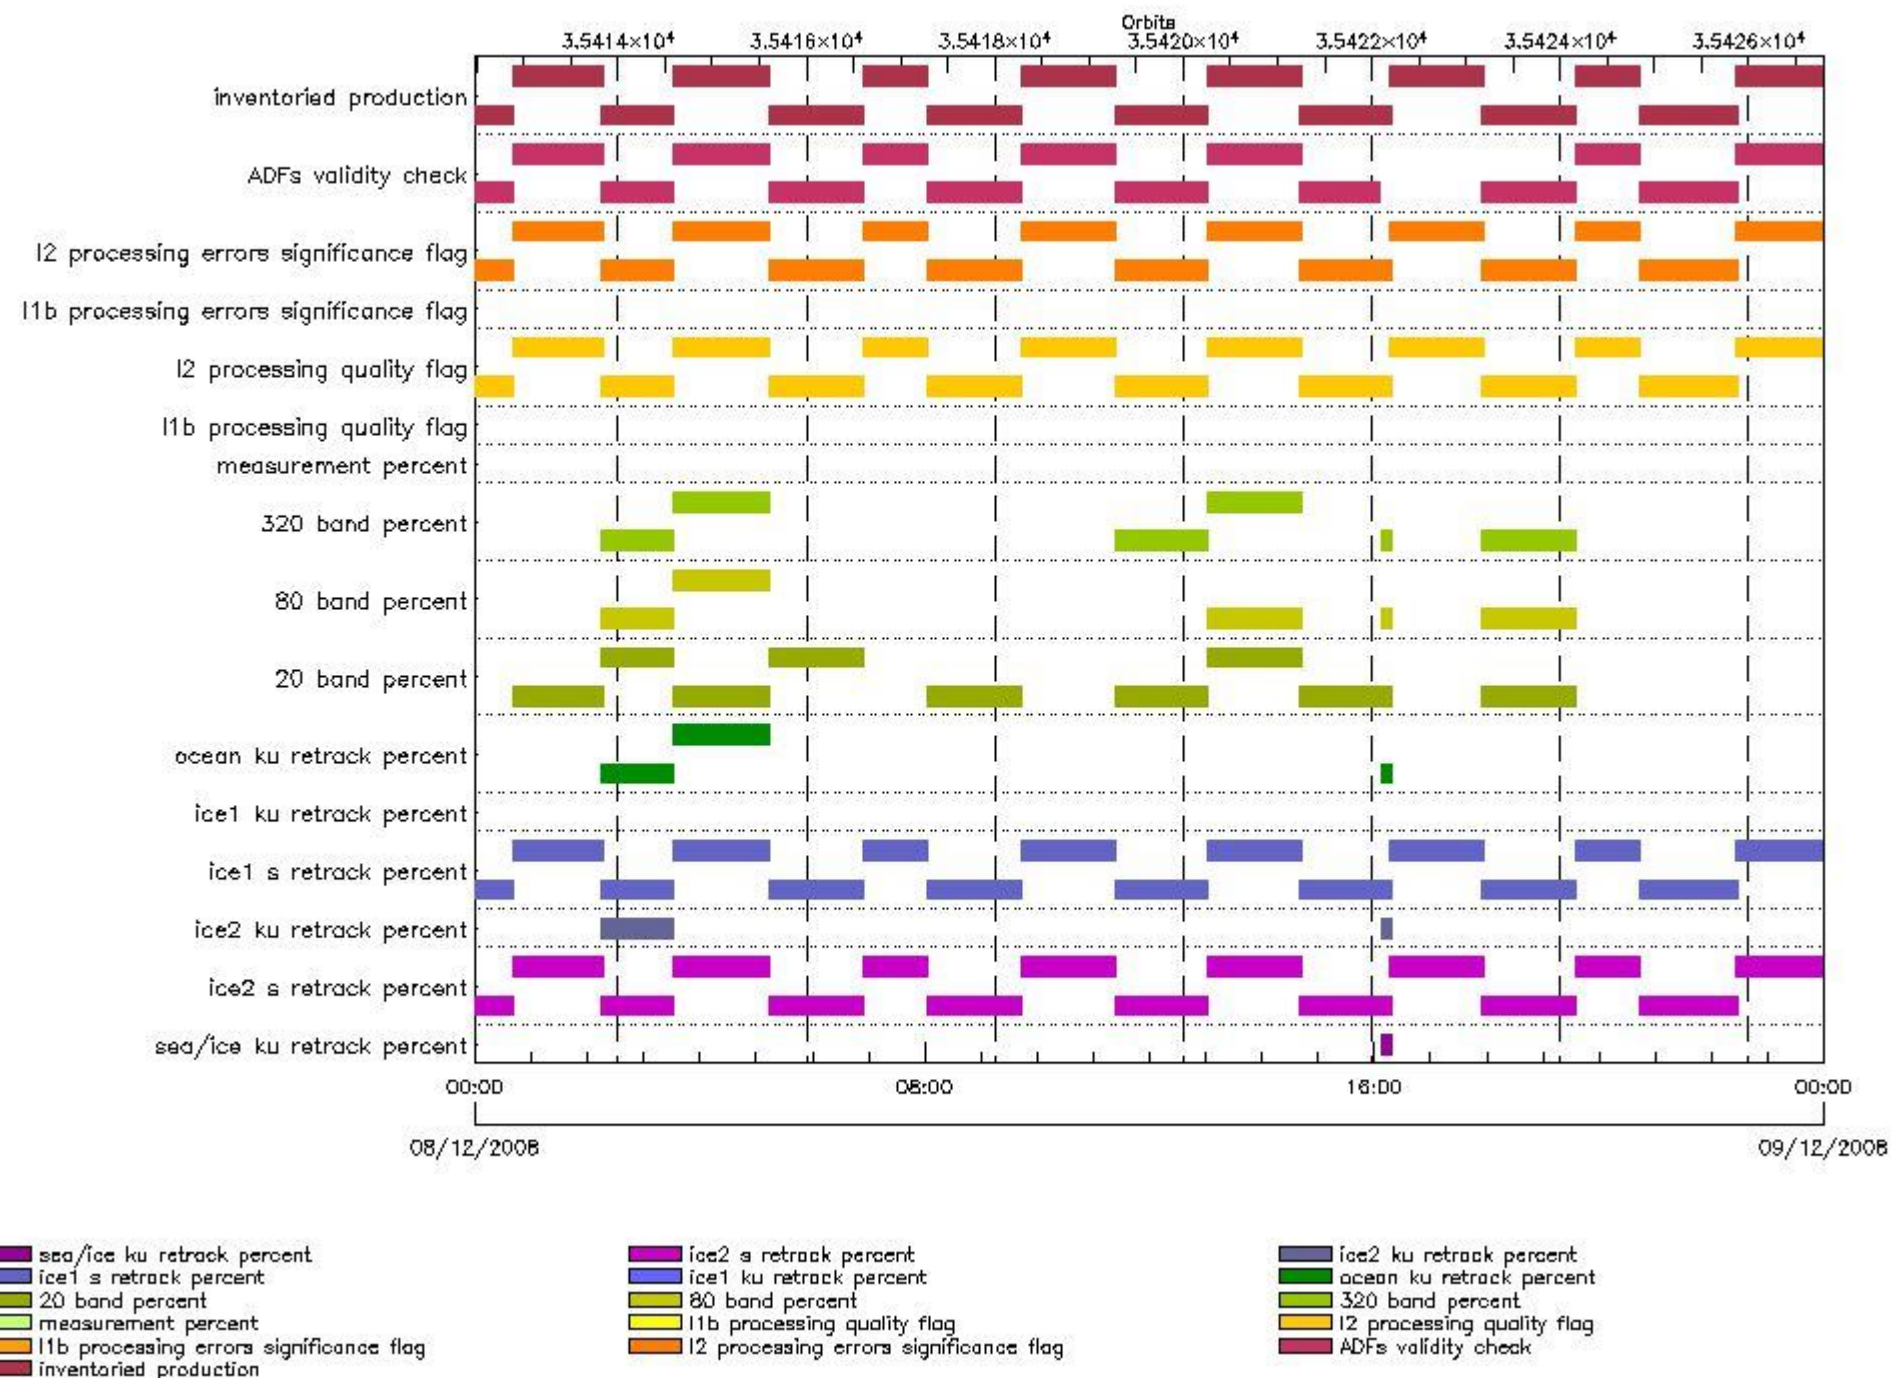 Orbits
3.5414×10⁴ 3.5416×10⁴ 3.5418×10⁴ 3.5420×10⁴ 3.5422×10⁴ 3.5424×10⁴ 3.5426×10⁴
inventoried production
ADFs validity check
l2 processing errors significance flag
l1b processing errors significance flag
l2 processing quality flag
l1b processing quality flag
measurement percent
320 band percent
80 band percent
20 band percent
ocean ku retrack percent
ice1 ku retrack percent
ice1 s retrack percent
ice2 ku retrack percent
ice2 s retrack percent
sea/ice ku retrack percent
00:00 08:00 16:00 00:00
08/12/2008 09/12/2008
sea/ice ku retrack percent ice2 s retrack percent ice2 ku retrack percent
ice1 s retrack percent ice1 ku retrack percent ocean ku retrack percent
20 band percent 80 band percent 320 band percent
measurement percent l1b processing quality flag l2 processing quality flag
l1b processing errors significance flag l2 processing errors significance flag ADFs validity check
inventoried production